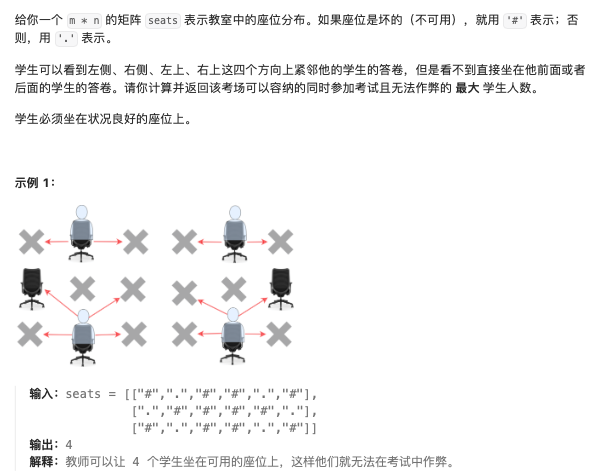 给你一个 m * n 的矩阵 seats 表示教室中的座位分布。如果座位是坏的（不可用），就用 '#' 表示；否
则，用 '.' 表示。
学生可以看到左侧、右侧、左上、右上这四个方向上紧邻他的学生的答卷，但是看不到直接坐在他前面或者
后面的学生的答卷。请你计算并返回该考场可以容纳的同时参加考试且无法作弊的 最大 学生人数。
学生必须坐在状况良好的座位上。
示例 1：
输入：seats = [["#",".","#","#",".","#"],
[".","#","#","#","#","."],
["#",".","#","#",".","#"]]
输出：4
解释：教师可以让 4 个学生坐在可用的座位上，这样他们就无法在考试中作弊。